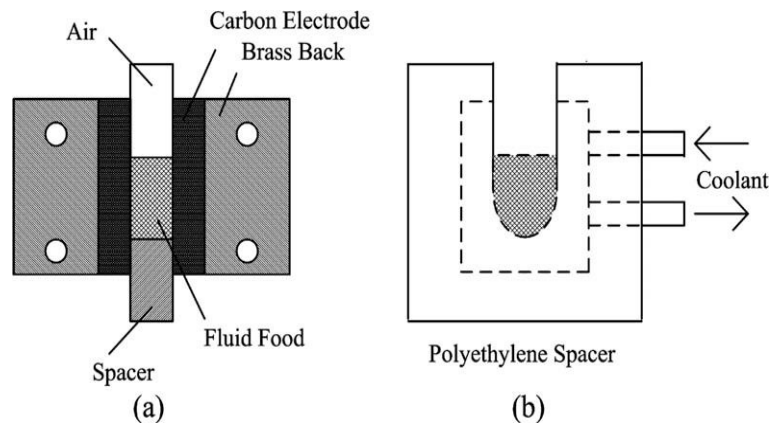 Air
Carbon Electrode
Brass Back
Fluid Food
Spacer
(a)
Coolant
Polyethylene Spacer
(b)